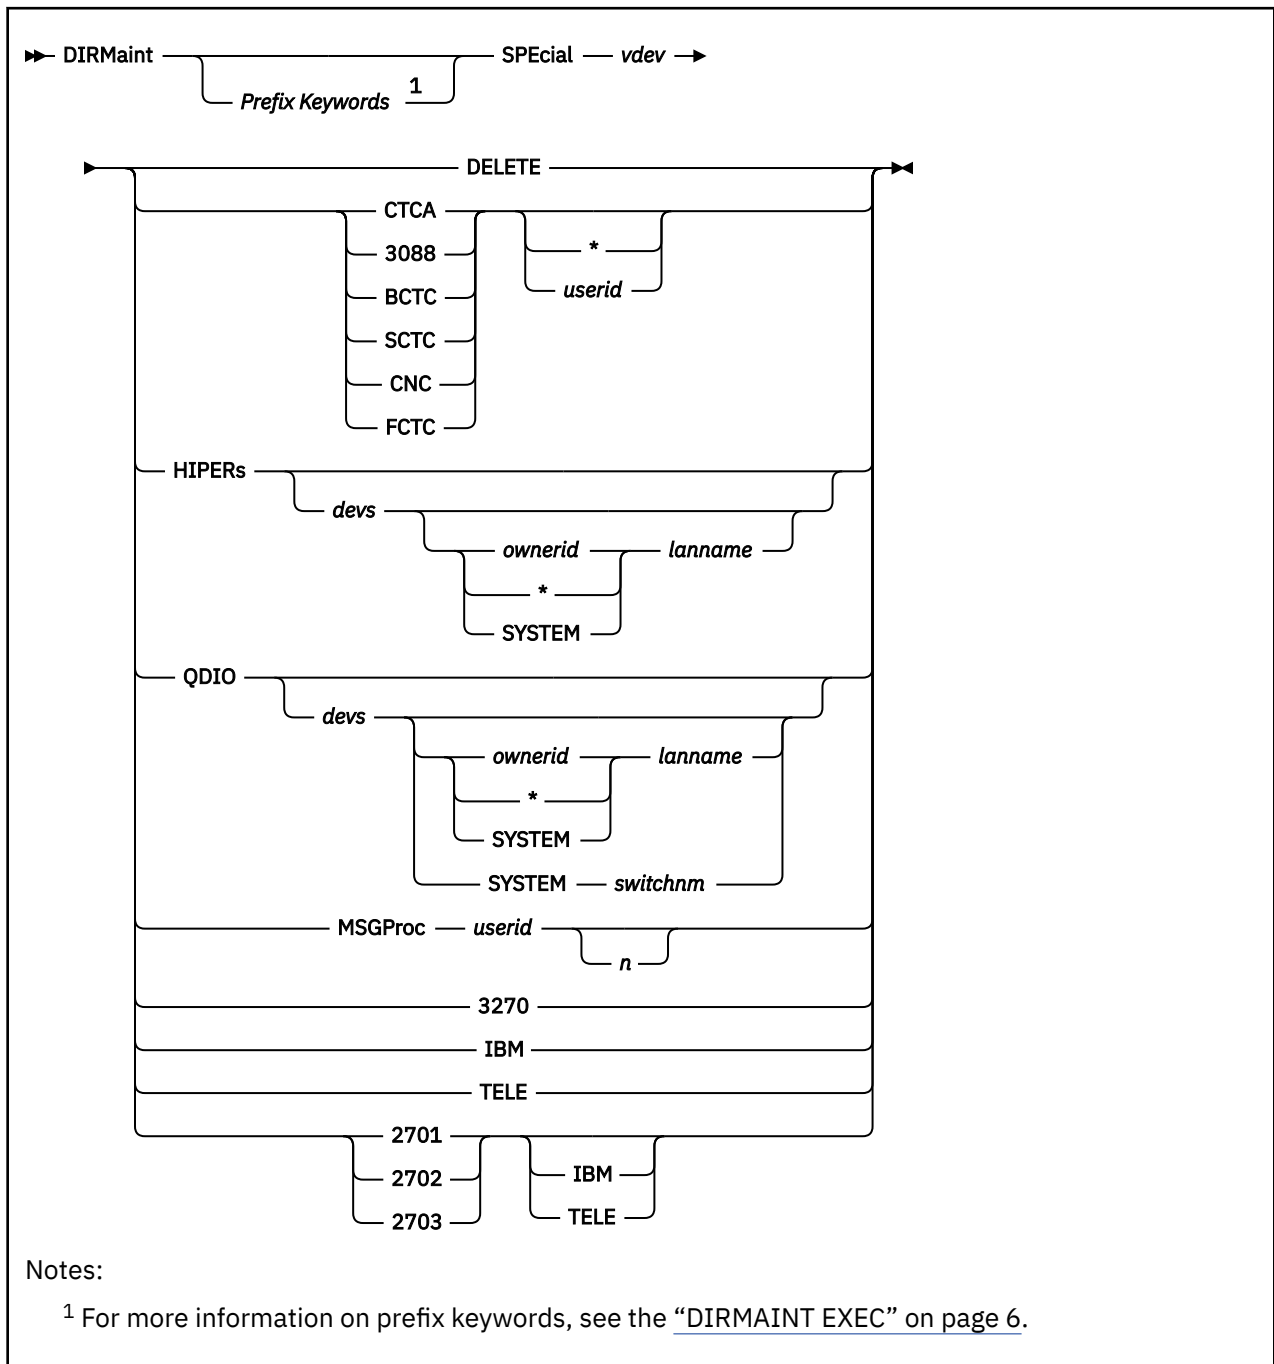 DIRMaint SPEcial vdev
Prefix Keywords 1
DELETE
CTCA
3088 *
BCTC userid
SCTC
CNC
FCTC
HIPERs
devs
ownerid lanname
*
SYSTEM
QDIO
devs
ownerid lanname
*
SYSTEM
SYSTEM switchnm
MSGProc userid
n
3270
IBM
TELE
2701
2702 IBM
2703 TELE
Notes:
1 For more information on prefix keywords, see the “DIRMAINT EXEC” on page 6.